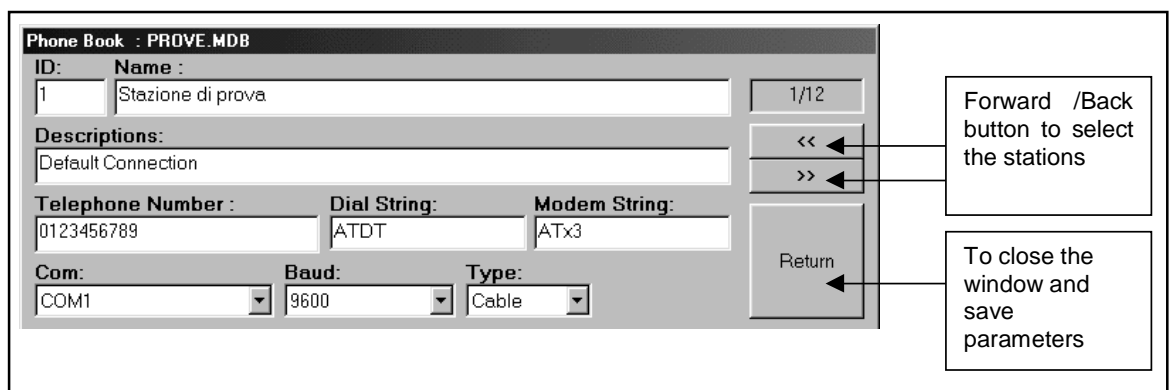 Phone Book : PROVE.MDB
ID: Name :
1 Stazione di prova 1/12
Descriptions:
Default Connection
<<
>>
Telephone Number : Dial String: Modem String:
0123456789 ATDT ATx3
Com: Baud: Type:
COM1 9600 Cable
Return
Forward /Back
button to select
the stations
To close the
window and
save
parameters